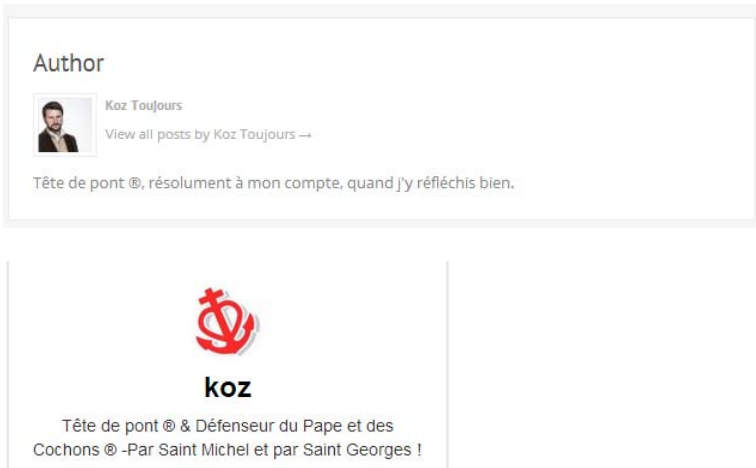 Author
Koz Toujours
View all posts by Koz Toujours →
Tête de pont ®, résolument à mon compte, quand j'y réfléchis bien.
koz
Tête de pont ® & Défenseur du Pape et des
Cochons ® -Par Saint Michel et par Saint Georges !